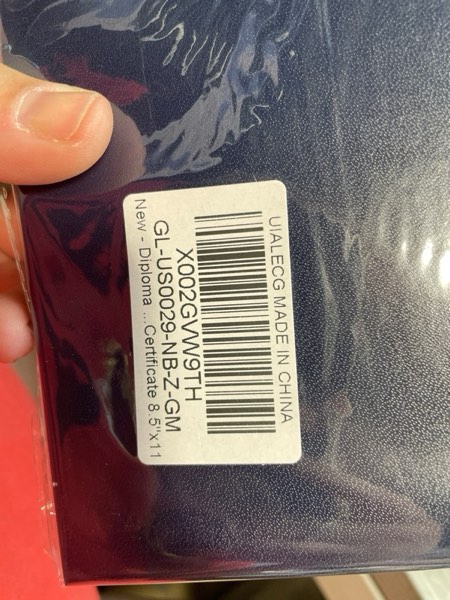 UIALECG MADE IN CHINA
X002GVW9TH
GL-US0029-NB-Z-GM
New - Diploma ...Certificate 8.5"x11